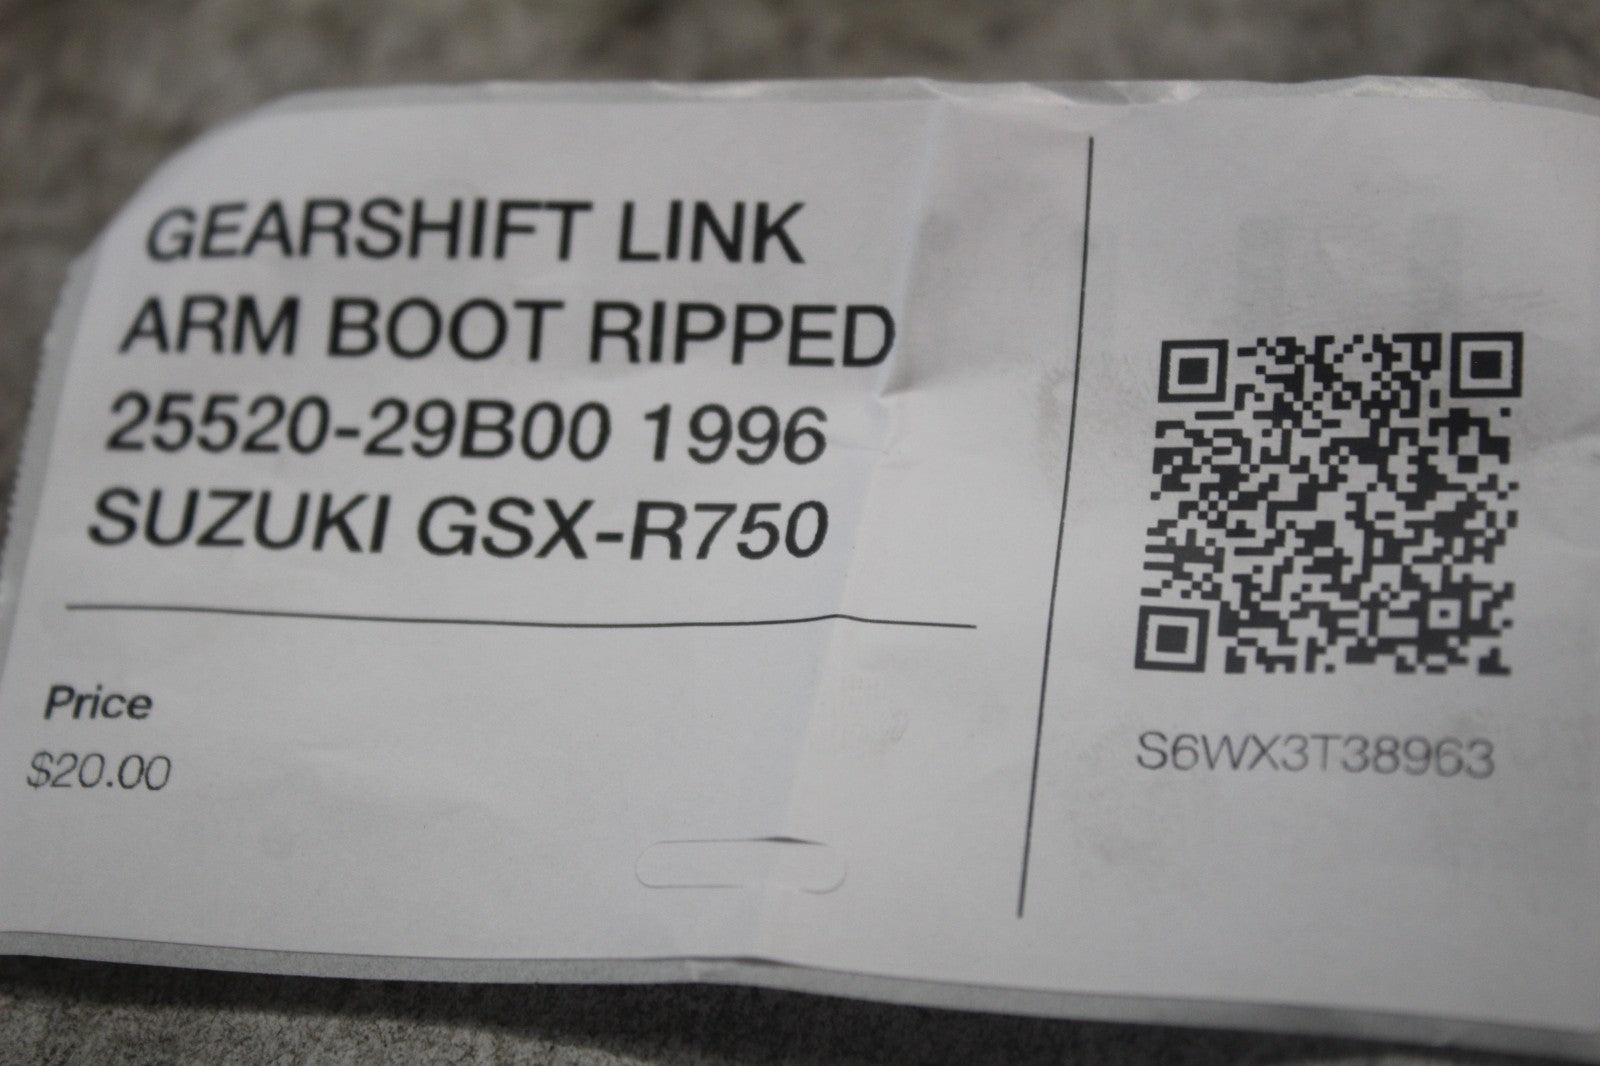 GEARSHIFT LINK
ARM BOOT RIPPED
25520-29B00 1996
SUZUKI GSX-R750
Price
$20.00
S6WX3T38963